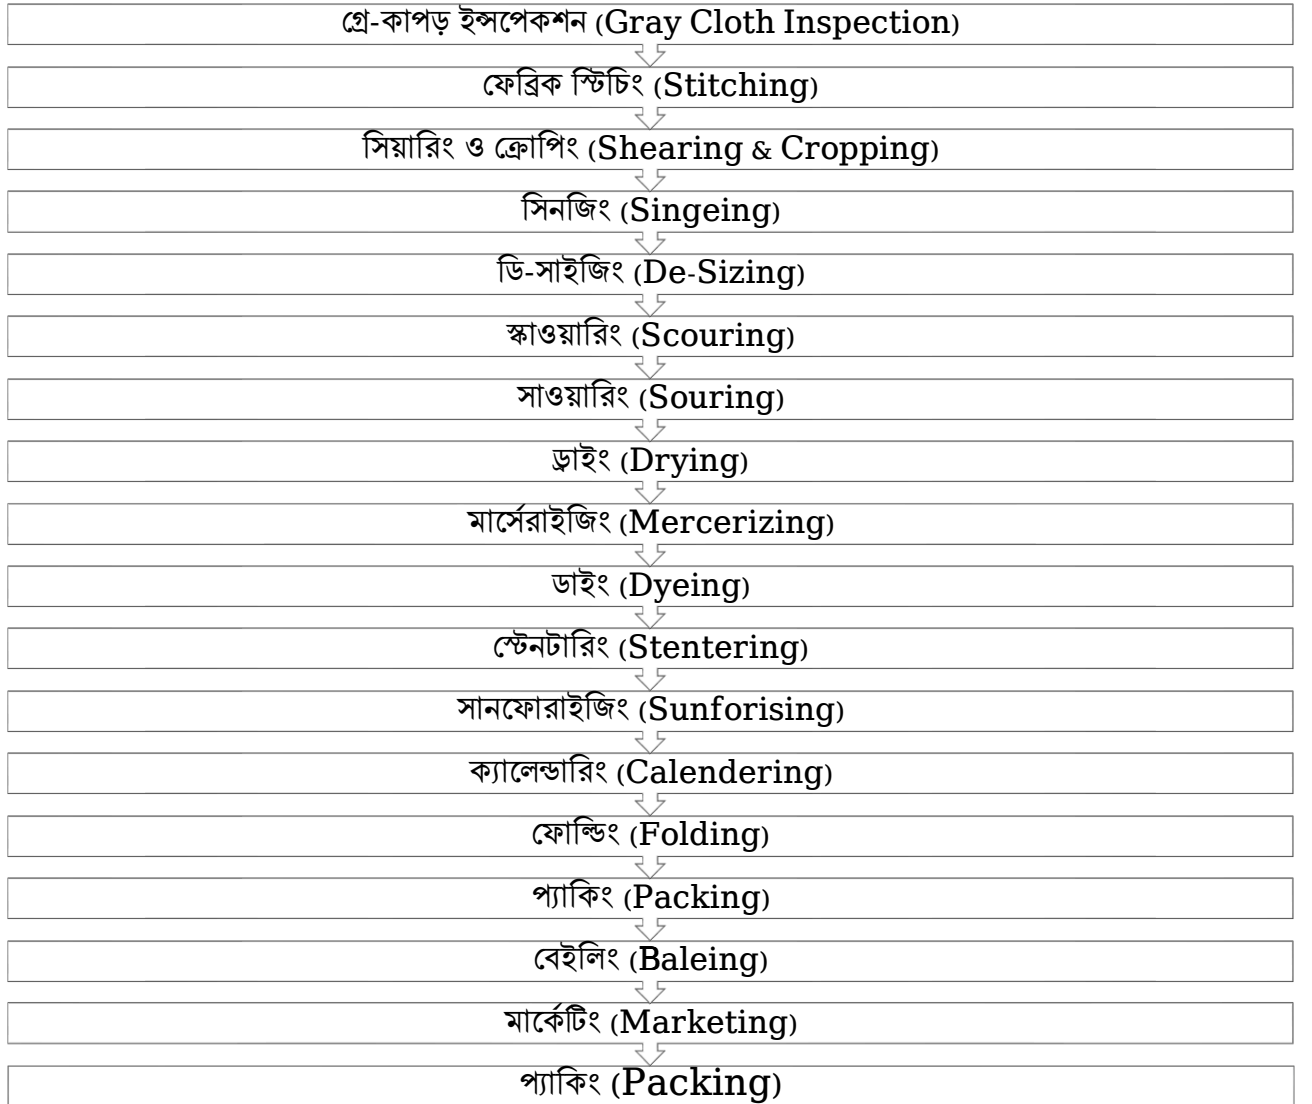 গ্রে-কাপড় ইন্সপেকশন (Gray Cloth Inspection)
ফেব্রিক স্টিচিং (Stitching)
সিয়ারিং ও ক্রোপিং (Shearing & Cropping)
সিনজিং (Singeing)
ডি-সাইজিং (De-Sizing)
স্কাওয়ারিং (Scouring)
সাওয়ারিং (Souring)
ড্রাইং (Drying)
মার্সেরাইজিং (Mercerizing)
ডাইং (Dyeing)
স্টেনটারিং (Stentering)
সানফোরাইজিং (Sunforising)
ক্যালেন্ডারিং (Calendering)
ফোল্ডিং (Folding)
প্যাকিং (Packing)
বেইলিং (Baleing)
মার্কেটিং (Marketing)
প্যাকিং (Packing)